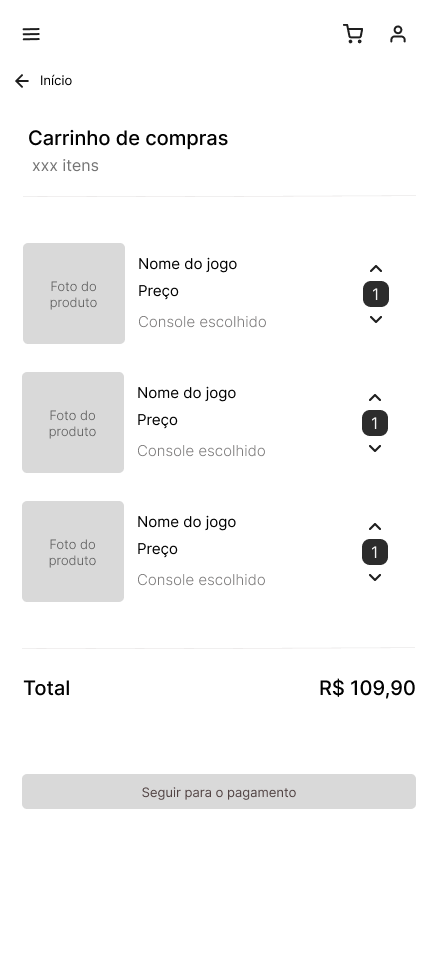 Início
Carrinho de compras
xxx itens
Foto do
produto
Nome do jogo
Preço
Console escolhido
1
Foto do
produto
Nome do jogo
Preço
Console escolhido
1
Foto do
produto
Nome do jogo
Preço
Console escolhido
1
Total R$ 109,90
Seguir para o pagamento